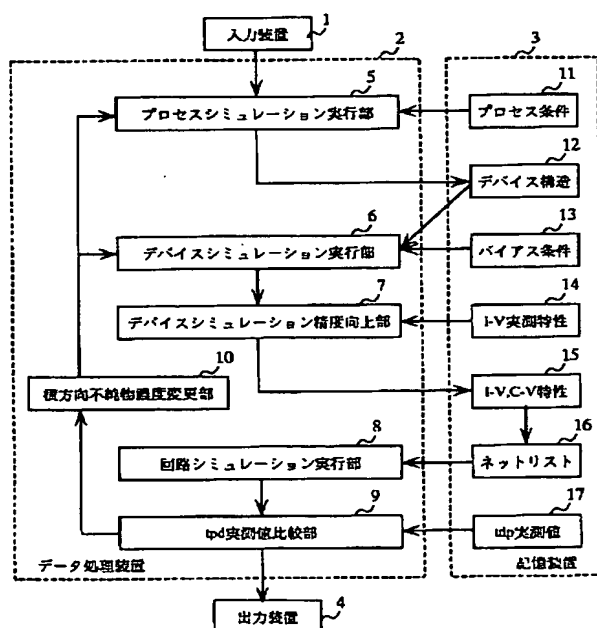 1
入力装置
2
3
5
プロセスシミュレーション実行部
11
プロセス条件
12
デバイス構造
6
デバイスシミュレーション実行部
13
バイアス条件
7
デバイスシミュレーション精度向上部
14
I-V実測特性
10
横方向不純物濃度変更部
15
I-V,C-V特性
8
回路シミュレーション実行部
16
ネットリスト
9
tpd実測値比較部
17
tdp実測値
データ処理装置
記憶装置
4
出力装置